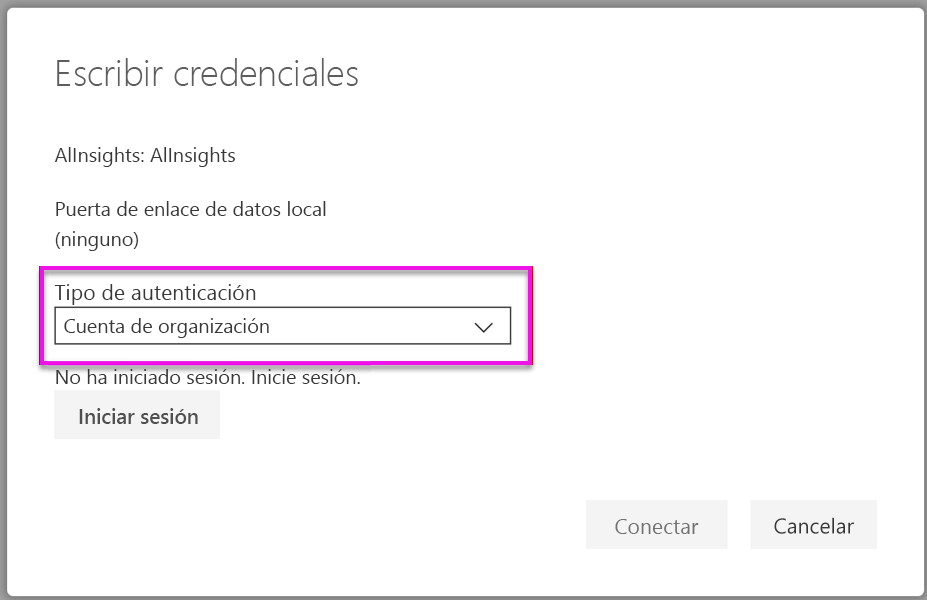 Escribir credenciales
AIInsights: AIInsights
Puerta de enlace de datos local
(ninguno)
Tipo de autenticación
Cuenta de organización
No ha iniciado sesión. Inicie sesión.
Iniciar sesión
Conectar
Cancelar